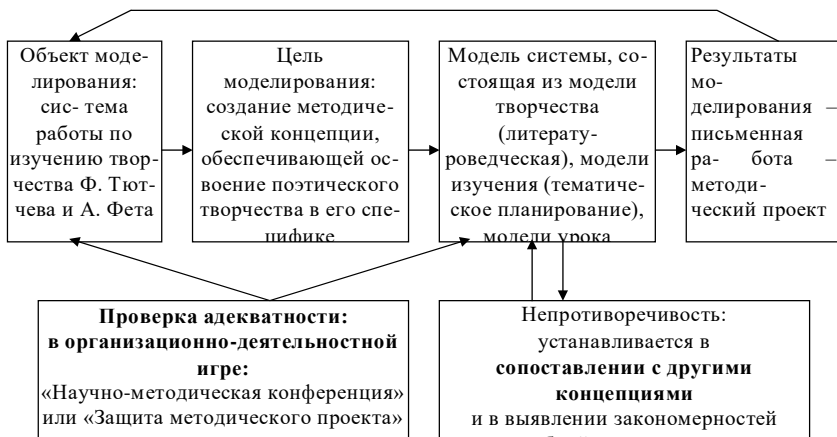 Объект моде-
лирования:
сис- тема
работы по
изучению твор-
чества Ф. Тют-
чева и А. Фета
Цель
моделирования:
создание методиче-
ской концепции,
обеспечивающей ос-
воение поэтического
творчества в его спе-
цифике
Модель системы, со-
стоящая из модели
творчества
(литерату-
роведческая), модели
изучения (тематиче-
ское планирование),
модели урока
Результаты
мо-
делирования –
письменная
ра- бота –
методи-
ческий проект
Проверка адекватности:
в организационно-деятельностной
игре:
«Научно-методическая конференция»
или «Защита методического проекта»
Непротиворечивость:
устанавливается в
сопоставлении с другими
концепциями
и в выявлении закономерностей